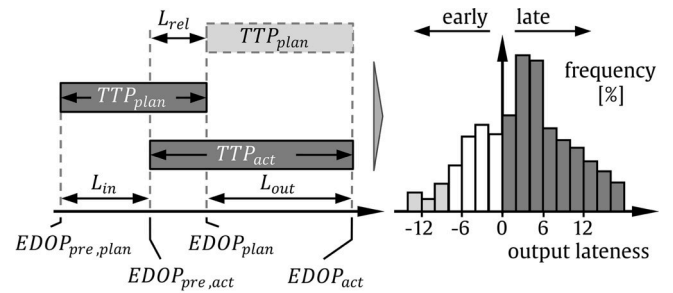 L_rel
TTP_plan
TTP_plan
TTP_act
L_in
L_out
EDOP_pre,plan
EDOP_pre,act
EDOP_plan
EDOP_act
early late
frequency
[%]
-12 -6 0 6 12
output lateness